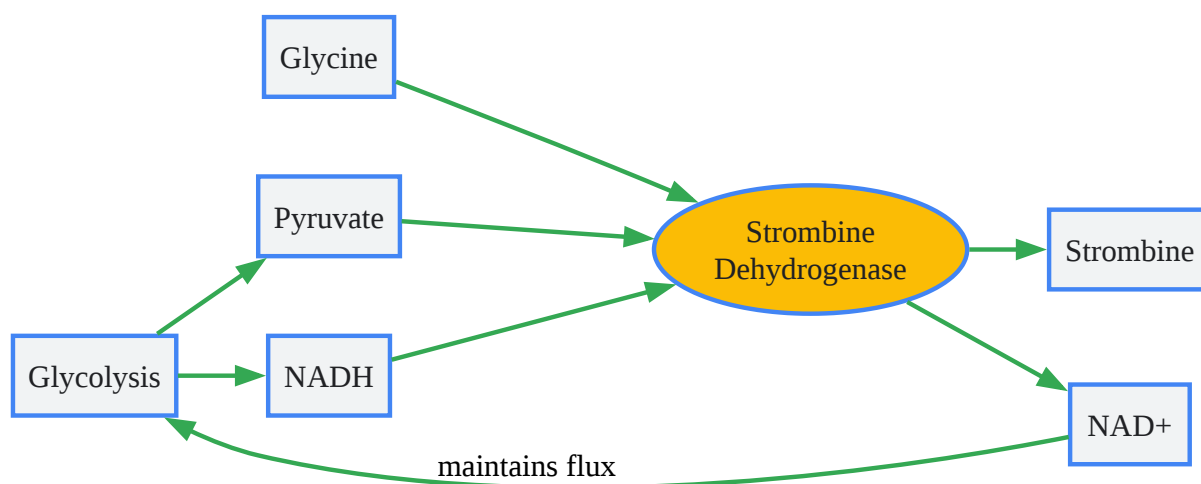 Glycine
Pyruvate
Strombine
Dehydrogenase
Strombine
Glycolysis
NADH
NAD+
maintains flux